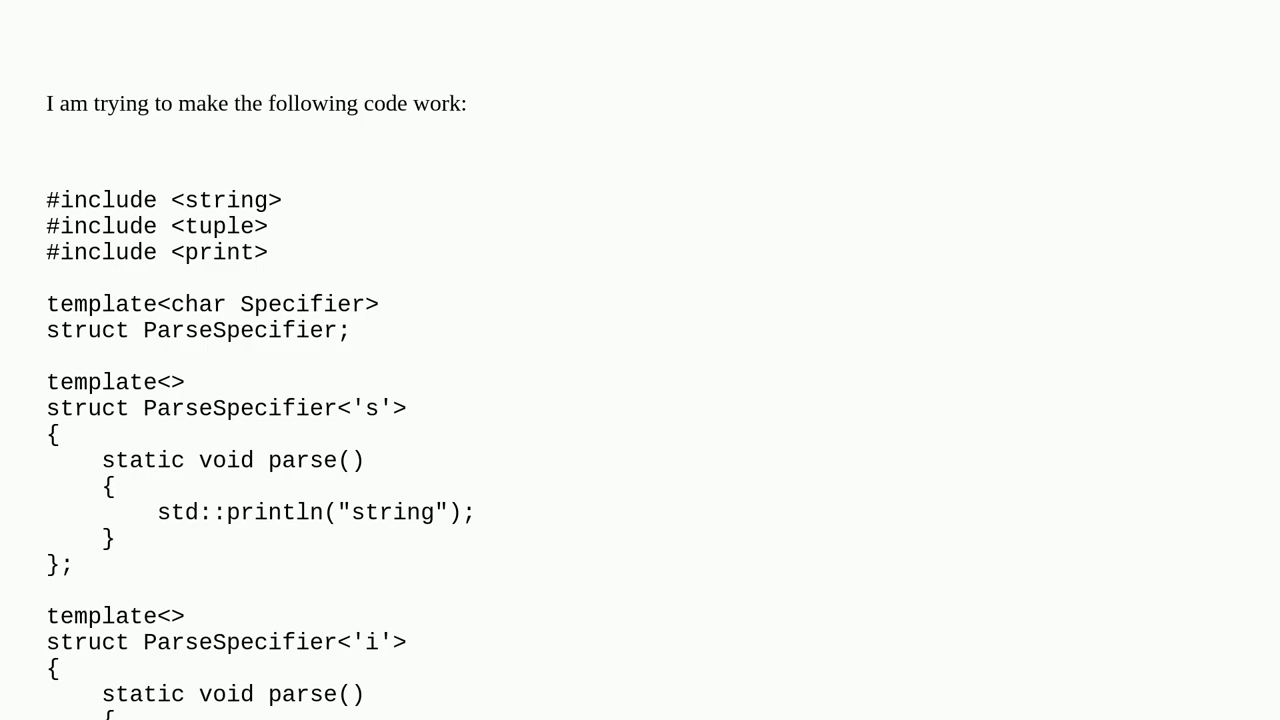 I am trying to make the following code work:
#include <string>
#include <tuple>
#include <print>
template<char Specifier>
struct ParseSpecifier;
template<>
struct ParseSpecifier<'s'>
{
    static void parse()
    {
        std::println("string");
    }
};
template<>
struct ParseSpecifier<'i'>
{
    static void parse()
    {